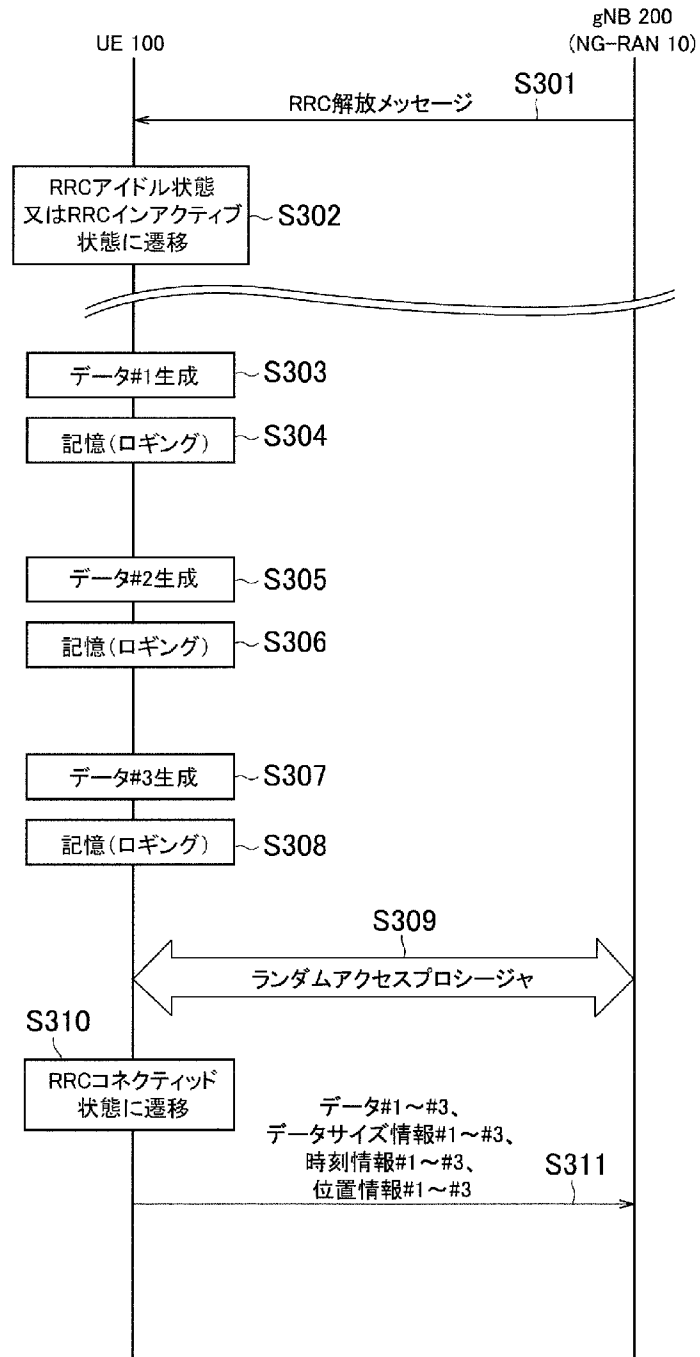 gNB 200
UE 100
(NG-RAN 10)
S301
RRC解放メッセージ
RRCアイドル状態
又はRRCインアクティブ
状態に遷移
S302
データ#1生成
S303
記憶(ロギング)
S304
データ#2生成
S305
記憶(ロギング)
S306
データ#3生成
S307
記憶(ロギング)
S308
S309
ランダムアクセスプロシージャ
S310
RRCコネクティッド
状態に遷移
データ#1~#3、
データサイズ情報#1~#3、
時刻情報#1~#3、
位置情報#1~#3
S311